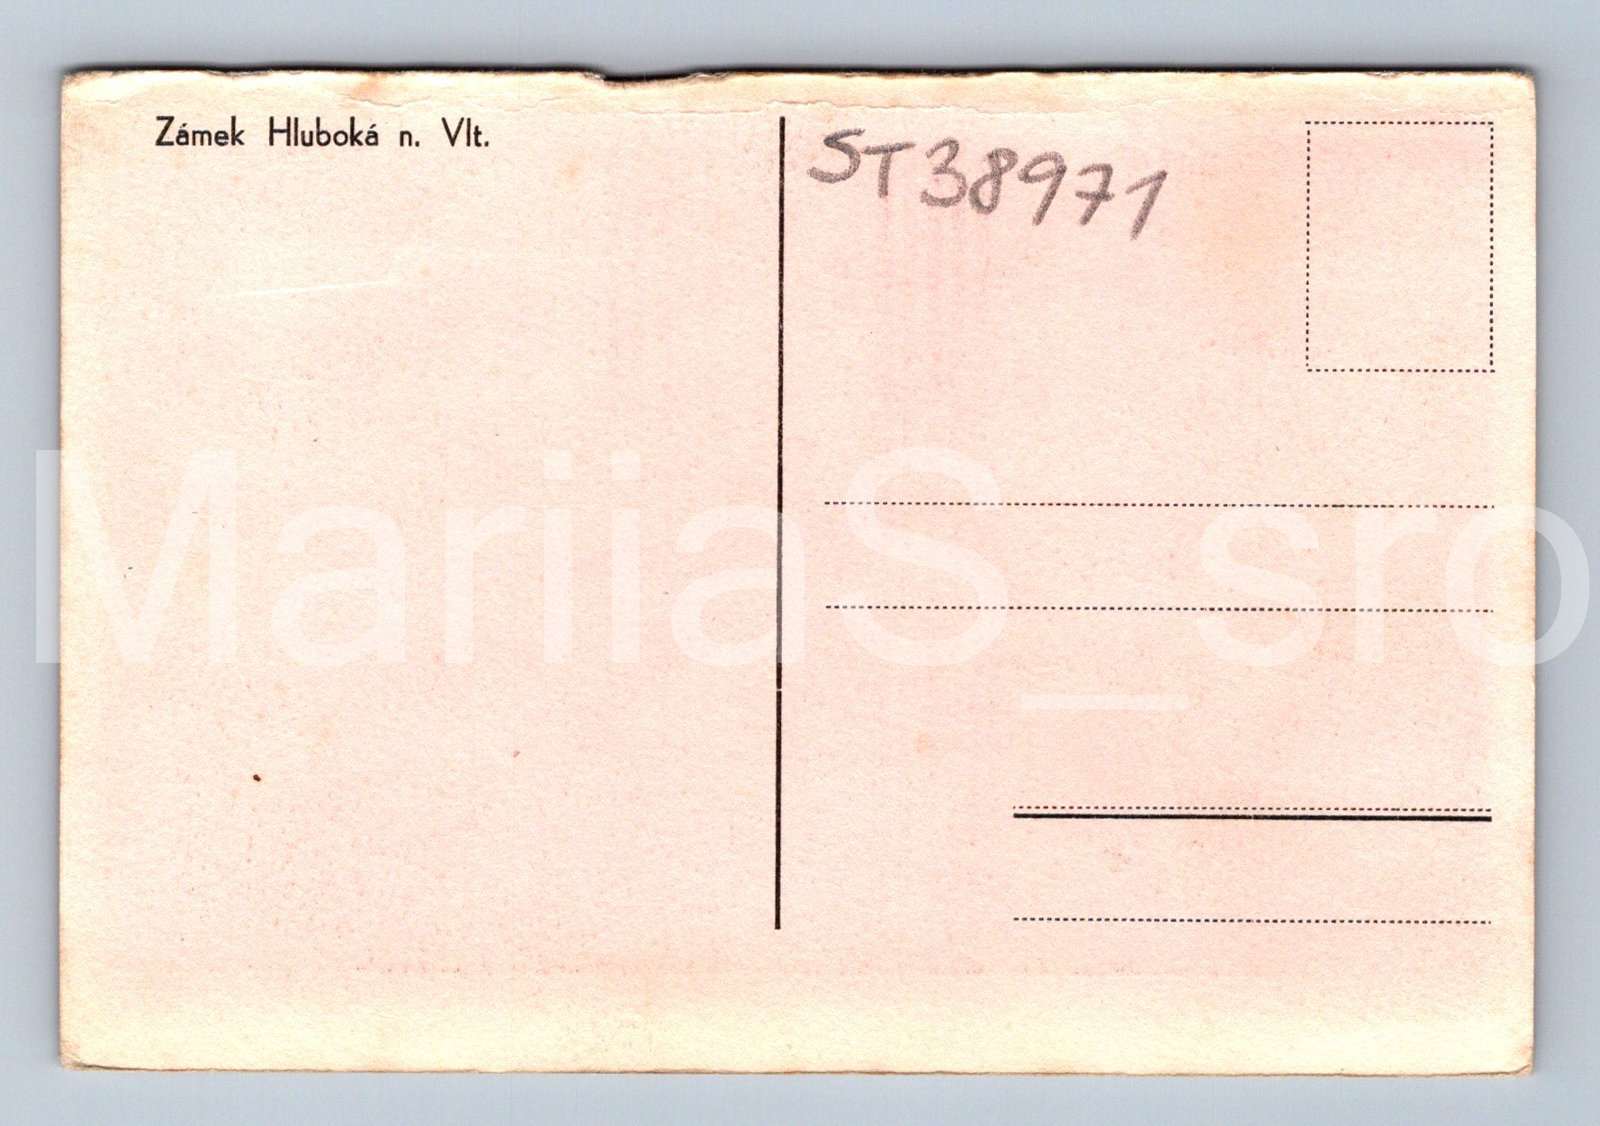 Zámek Hluboká n. Vlt.
ST38971
MariiaS_sro